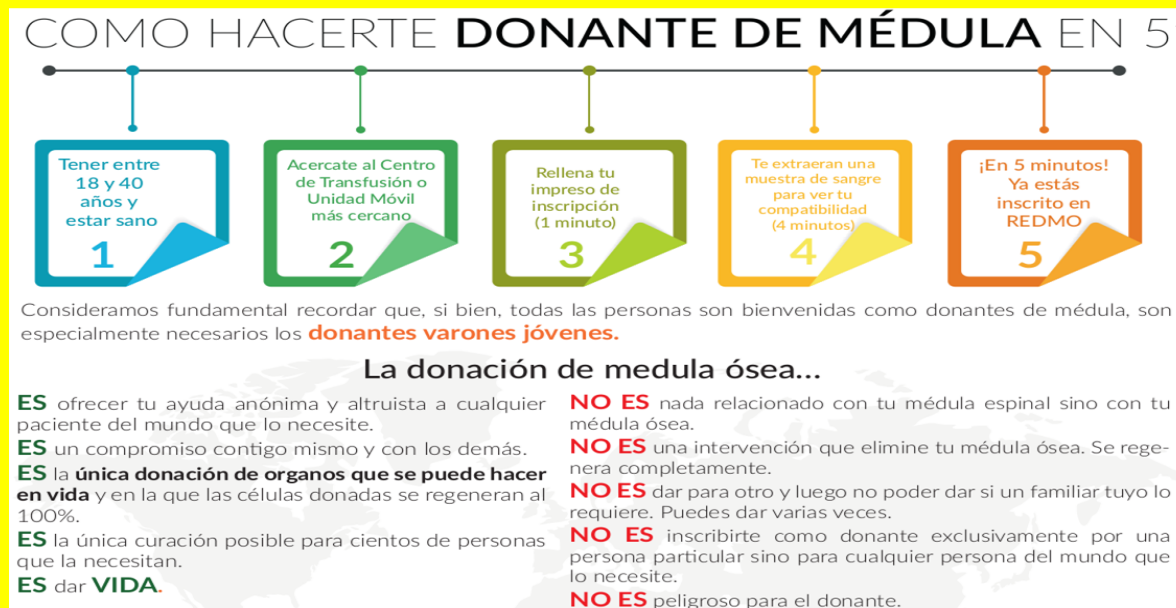 COMO HACERTE DONANTE DE MÉDULA EN 5
Tener entre
18 y 40
años y
estar sano
1
Acercate al Centro
de Transfusión o
Unidad Móvil
más cercano
2
Rellena tu
impreso de
inscripción
(1 minuto)
3
Te extraeran una
muestra de sangre
para ver tu
compatibilidad
(4 minutos)
4
¡En 5 minutos!
Ya estás
inscrito en
REDMO
5
Consideramos fundamental recordar que, si bien, todas las personas son bienvenidas como donantes de médula, son
especialmente necesarios los donantes varones jóvenes.
La donación de medula ósea...
ES ofrecer tu ayuda anónima y altruista a cualquier
paciente del mundo que lo necesite.
ES un compromiso contigo mismo y con los demás.
ES la única donación de organos que se puede hacer
en vida y en la que las células donadas se regeneran al
100%.
ES la única curación posible para cientos de personas
que la necesitan.
ES dar VIDA.
NO ES nada relacionado con tu médula espinal sino con tu
médula ósea.
NO ES una intervención que elimine tu médula ósea. Se rege-
nera completamente.
NO ES dar para otro y luego no poder dar si un familiar tuyo lo
requiere. Puedes dar varias veces.
NO ES inscribirte como donante exclusivamente por una
persona particular sino para cualquier persona del mundo que
lo necesite.
NO ES peligroso para el donante.